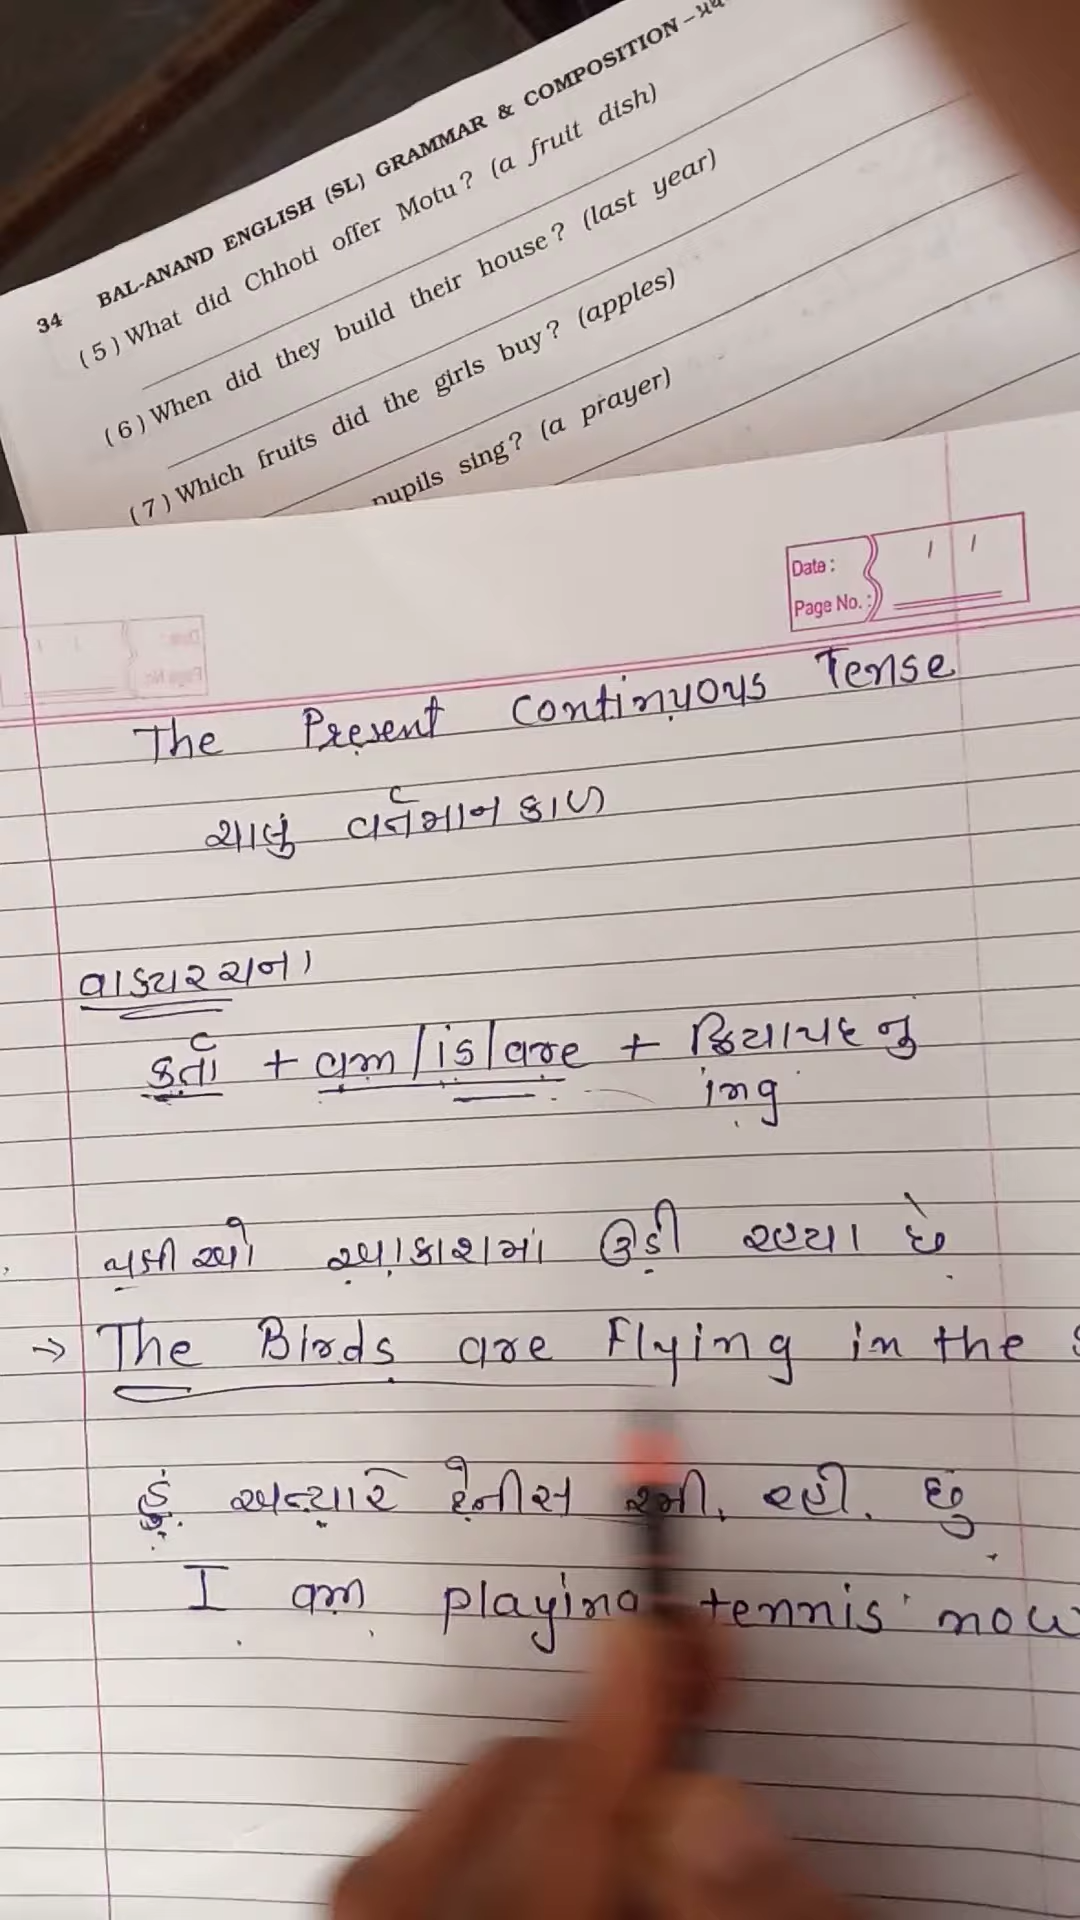 34 BAL-ANAND ENGLISH (SL) GRAMMAR & COMPOSITION –
(5) What did Chhoti offer Motu? (a fruit dish)
(6) When did they build their house? (last year)
(7) Which fruits did the girls buy? (apples)
pupils sing? (a prayer)
Date :
Page No. :
The Present Continuous Tense
ચાલું વર્તમાન કાળ
વાક્યરચના
કર્તા + am/is/are + ક્રિયાપદ નુ
ing
પક્ષીઓ આકાશમાં ઉડી રહ્યા છે
→ The Birds are Flying in the
હું અત્યારે ટેનીસ રમી રહી છું
I am playing tennis now